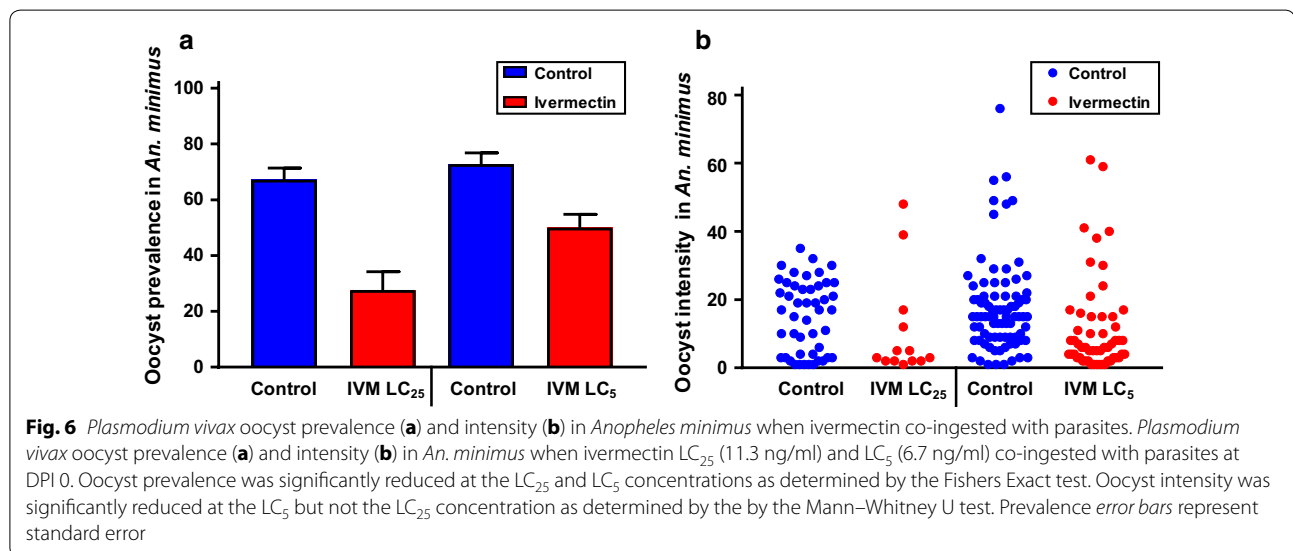 a
Oocyst prevalence in An. minimus
100
80
60
40
20
0
Control
Ivermectin
Control
IVM LC25
Control
IVM LC5
b
Oocyst intensity in An. minimus
80
60
40
20
0
Control
Ivermectin
Control
IVM LC25
Control
IVM LC5
Fig. 6 Plasmodium vivax oocyst prevalence (a) and intensity (b) in Anopheles minimus when ivermectin co-ingested with parasites. Plasmodium
vivax oocyst prevalence (a) and intensity (b) in An. minimus when ivermectin LC25 (11.3 ng/ml) and LC5 (6.7 ng/ml) co-ingested with parasites at
DPI 0. Oocyst prevalence was significantly reduced at the LC25 and LC5 concentrations as determined by the Fishers Exact test. Oocyst intensity was
significantly reduced at the LC5 but not the LC25 concentration as determined by the by the Mann–Whitney U test. Prevalence error bars represent
standard error